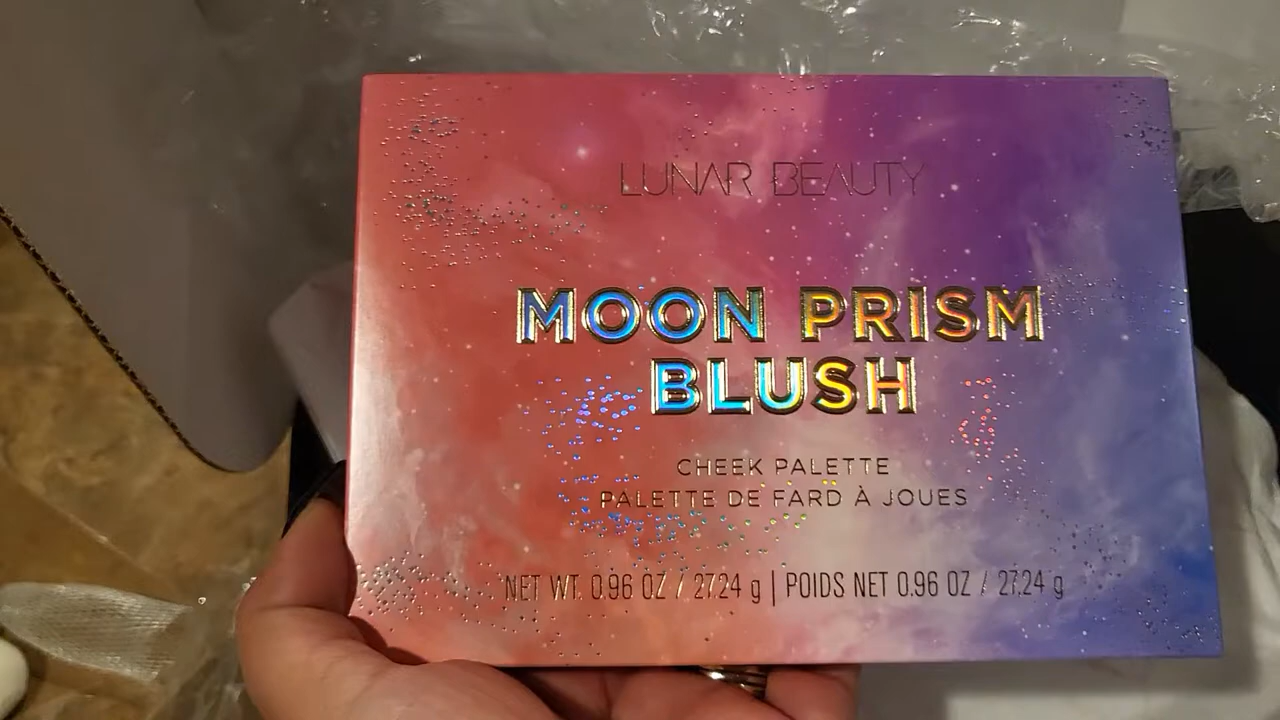 LUNAR BEAUTY
MOON PRISM
BLUSH
CHEEK PALETTE
PALETTE DE FARD À JOUES
NET WT. 0.96 OZ / 27.24 g | POIDS NET 0.96 OZ / 27.24 g